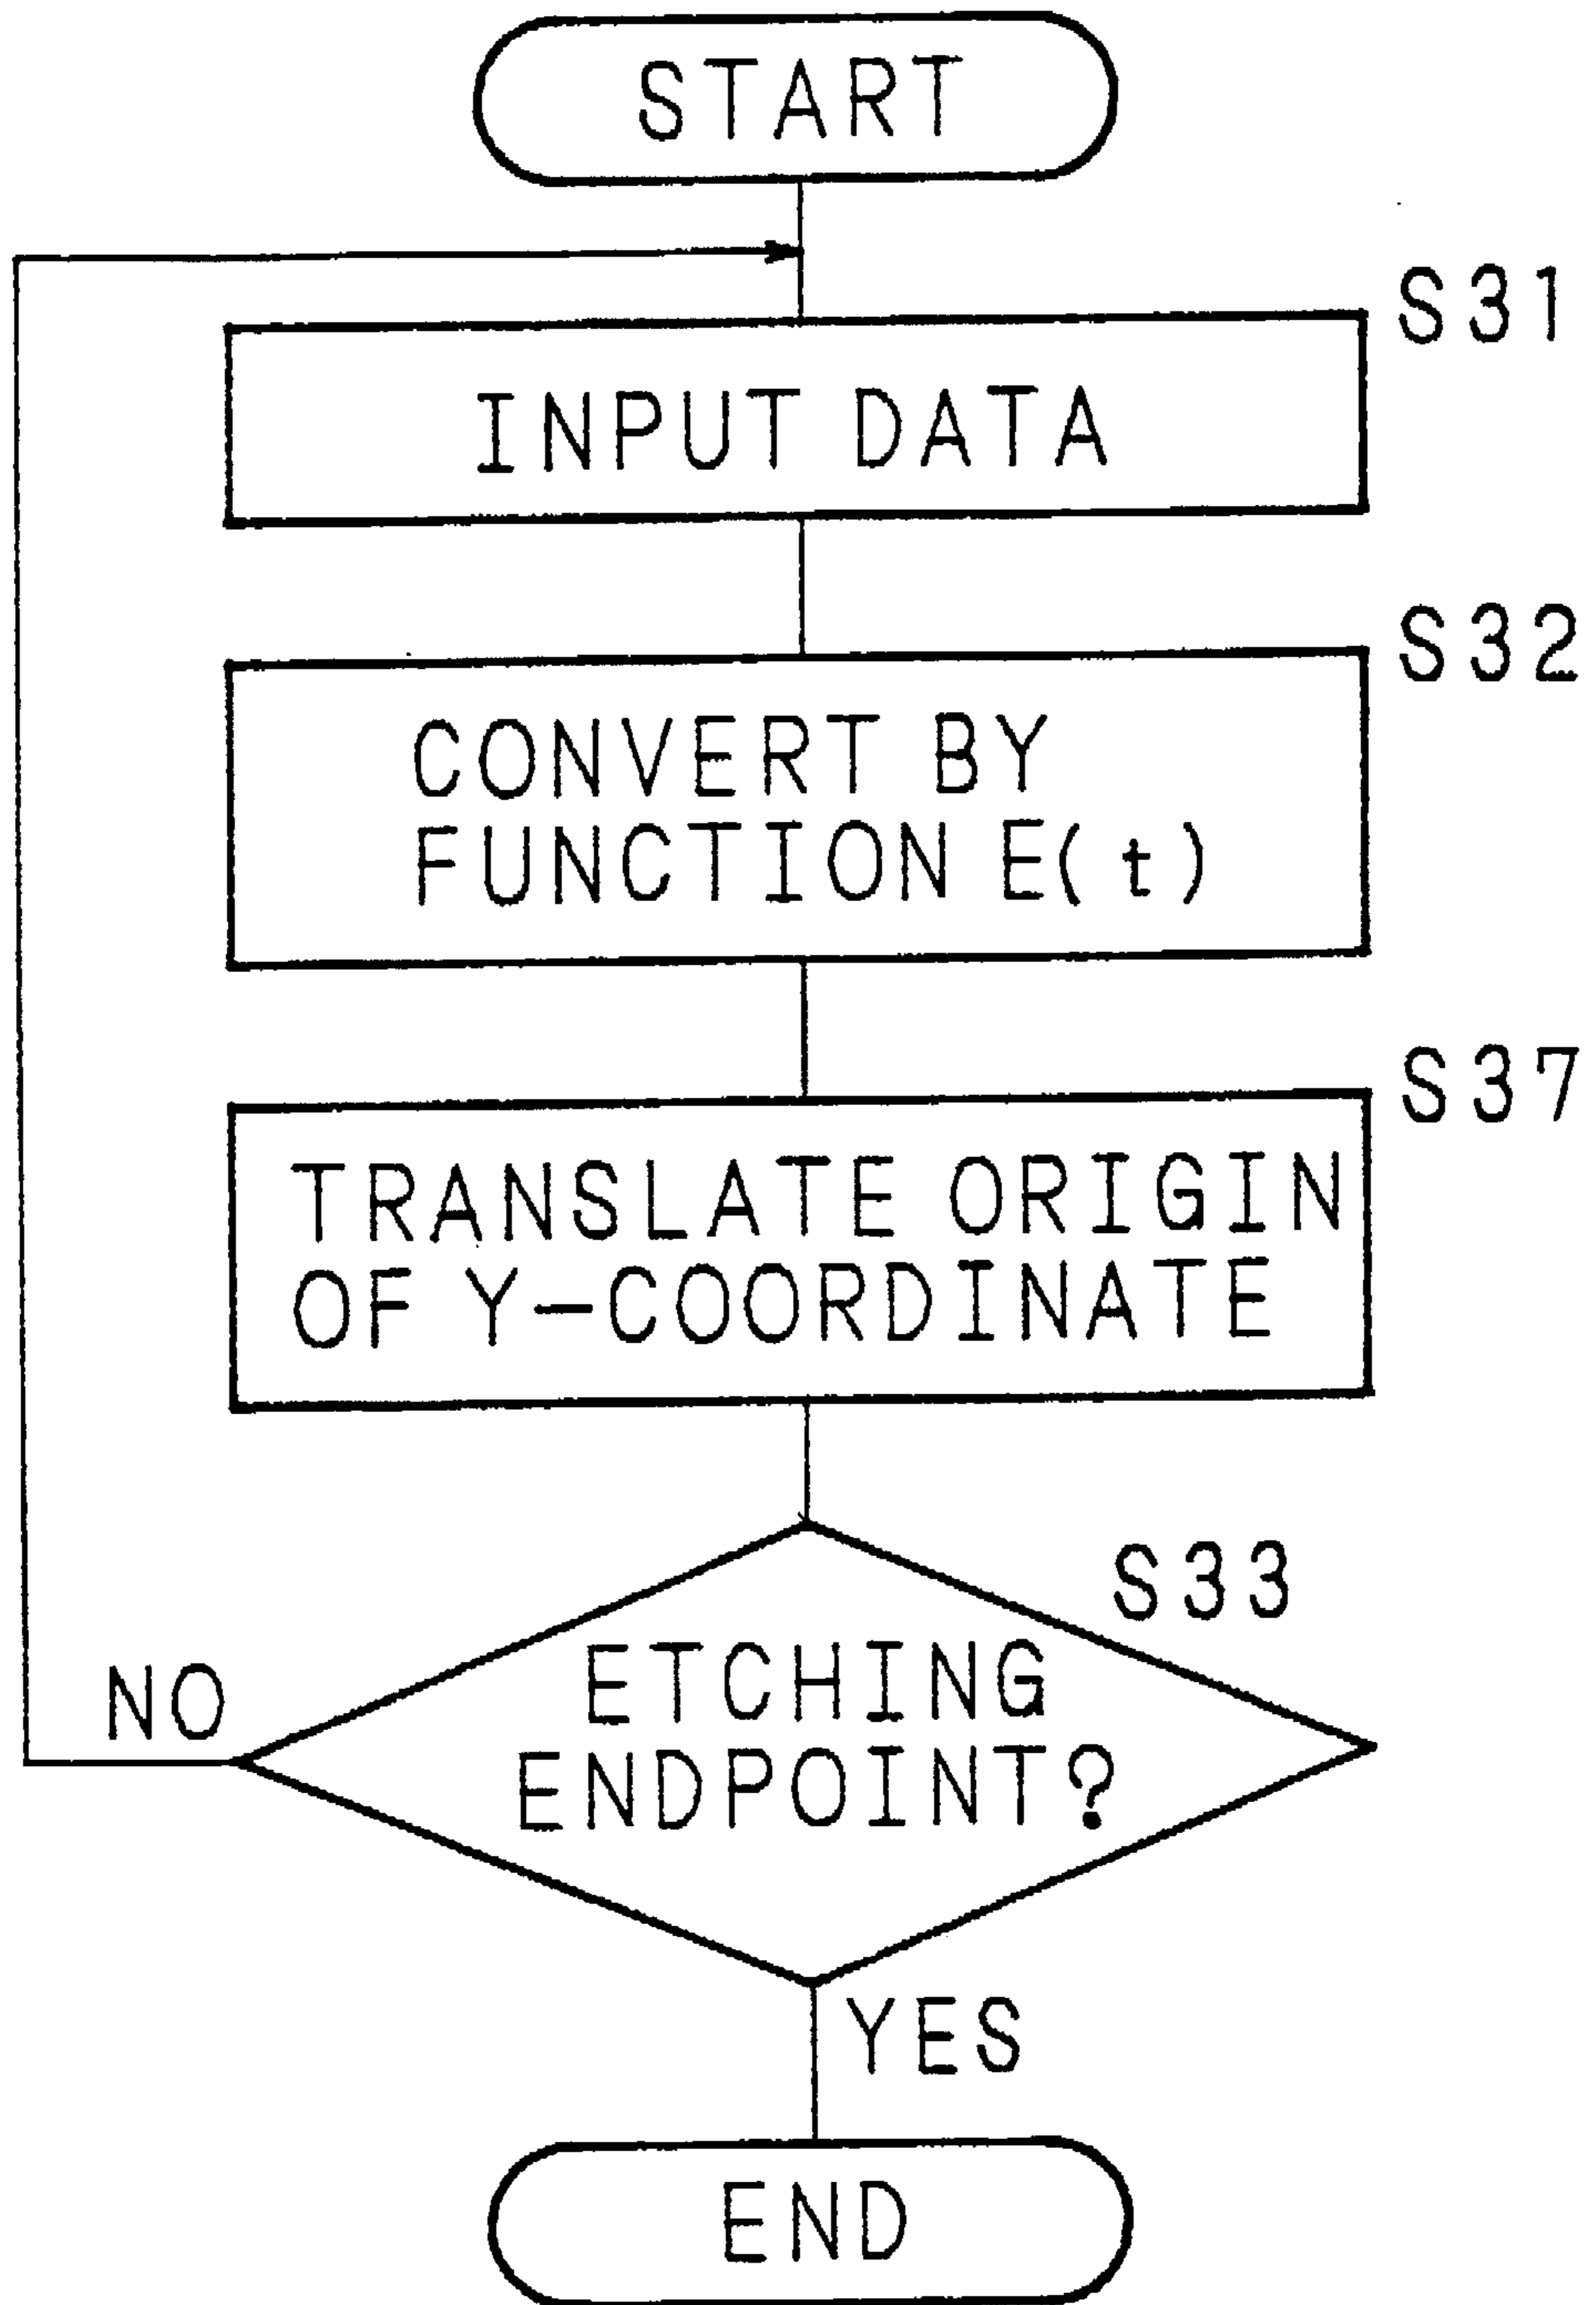 START
S31
INPUT DATA
S32
CONVERT BY
FUNCTION E(t)
S37
TRANSLATE ORIGIN
OF Y-COORDINATE
S33
ETCHING
ENDPOINT?
NO
YES
END